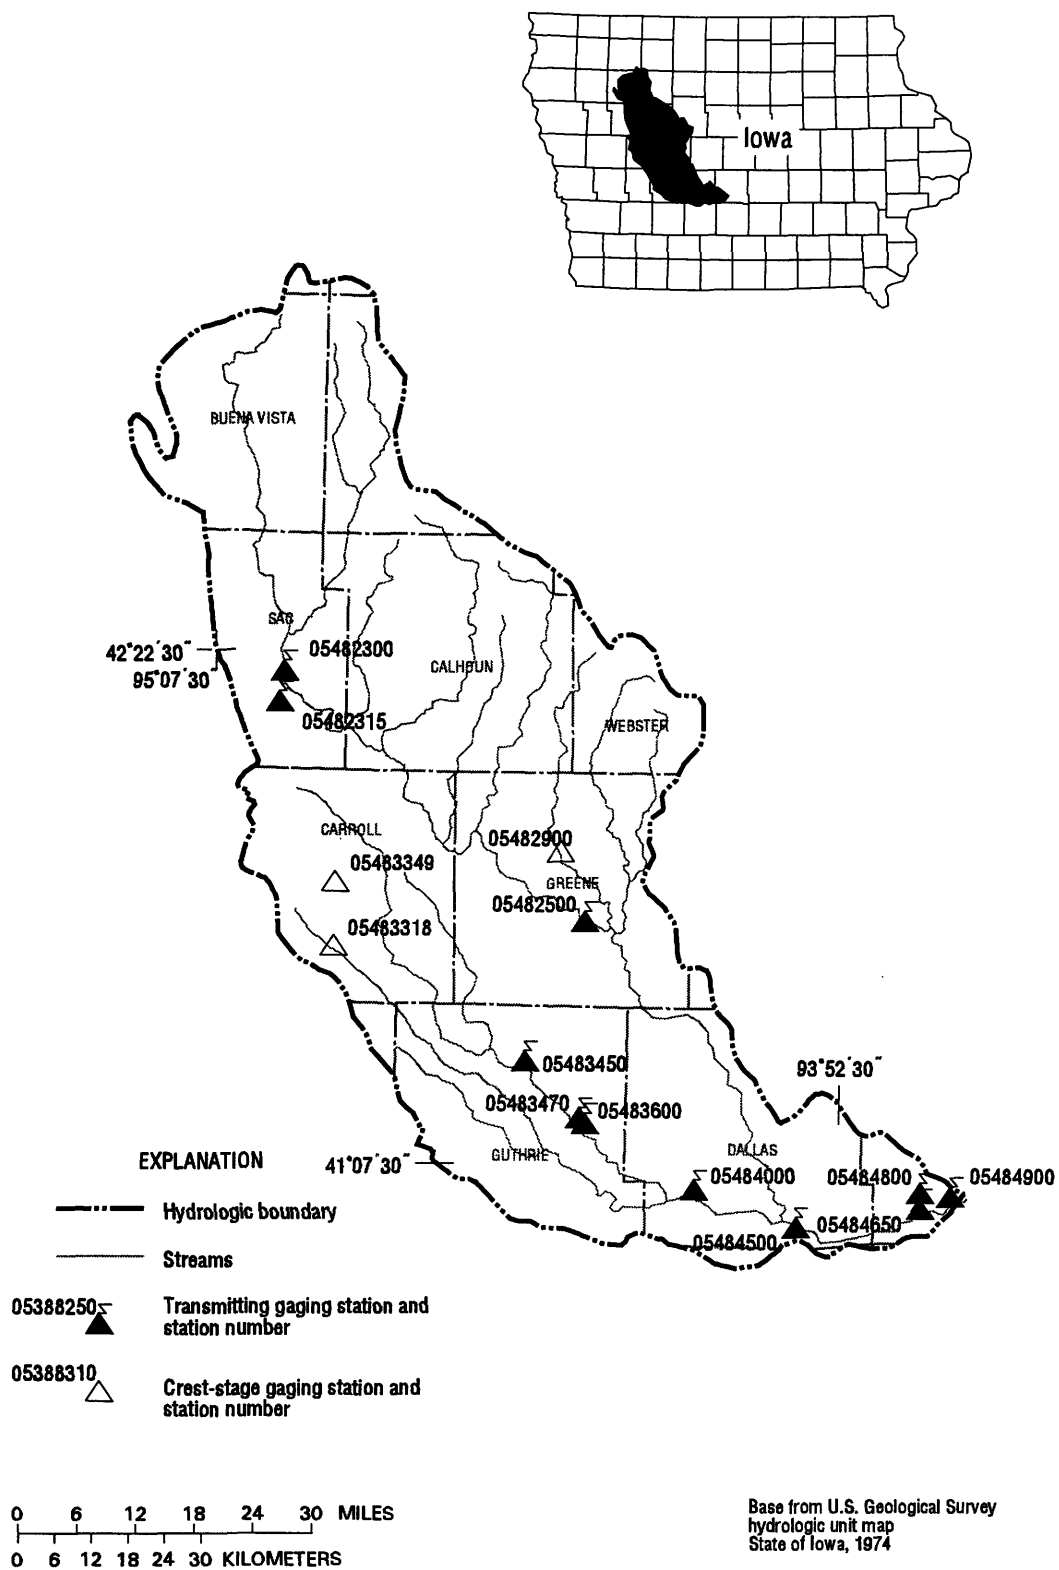 Iowa
BUENA VISTA
SAC
42°22'30"
05482300
95°07'30"
CALHOUN
05482315
WEBSTER
CARROLL
05482900
05483349
GREENE
05482500
05483318
05483450
93°52'30"
05483470
05483600
GUTHRIE
DALLAS
EXPLANATION
41°07'30"
05484000
05484800
05484900
Hydrologic boundary
05484650
05484500
Streams
05388250
Transmitting gaging station and
station number
05388310
Crest-stage gaging station and
station number
0 6 12 18 24 30 MILES
0 6 12 18 24 30 KILOMETERS
Base from U.S. Geological Survey
hydrologic unit map
State of Iowa, 1974